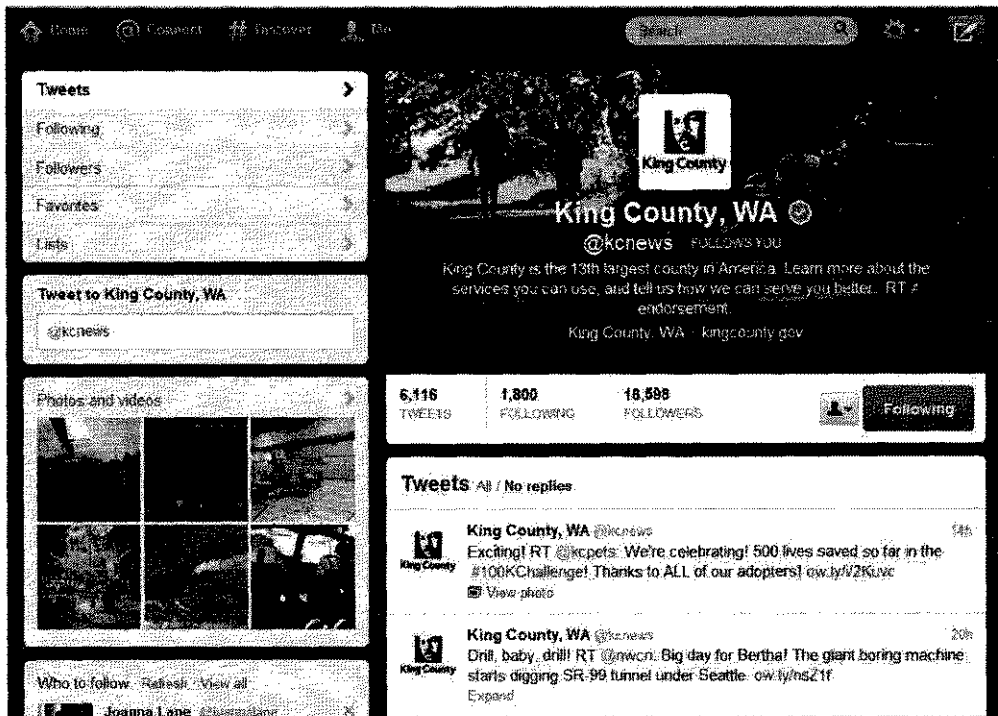 Home @ Connect # Discover Me Search
Tweets
Following
Followers
Favorites
Lists
Tweet to King County, WA
@kcnews
Photos and videos
Who to follow Refresh View all
Joanna Lane
King County
King County, WA
@kcnews FOLLOWS YOU
King County is the 13th largest county in America. Learn more about the
services you can use, and tell us how we can serve you better. RT ≠
endorsement.
King County, WA · kingcounty.gov
6,116 1,800 18,598
TWEETS FOLLOWING FOLLOWERS
Following
Tweets All / No replies
King County, WA @kcnews 14h
Exciting! RT @kcpets: We're celebrating! 500 lives saved so far in the
#100KChallenge! Thanks to ALL of our adopters! ow.ly/V2Kuvc
View photo
King County
King County, WA @kcnews 20h
Drill, baby, drill! RT @nwcn: Big day for Bertha! The giant boring machine
starts digging SR-99 tunnel under Seattle. ow.ly/nsZ1f
Expand
King County